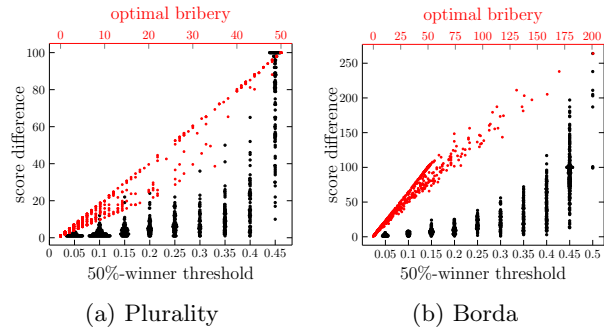 optimal bribery
0 10 20 30 40 50
100
80
60
40
20
0
score difference
0 0.05 0.1 0.15 0.2 0.25 0.3 0.35 0.4 0.45
50%-winner threshold
(a) Plurality
optimal bribery
0 25 50 75 100 125 150 175 200
250
200
150
100
50
0
score difference
0 0.05 0.1 0.15 0.2 0.25 0.3 0.35 0.4 0.45 0.5
50%-winner threshold
(b) Borda